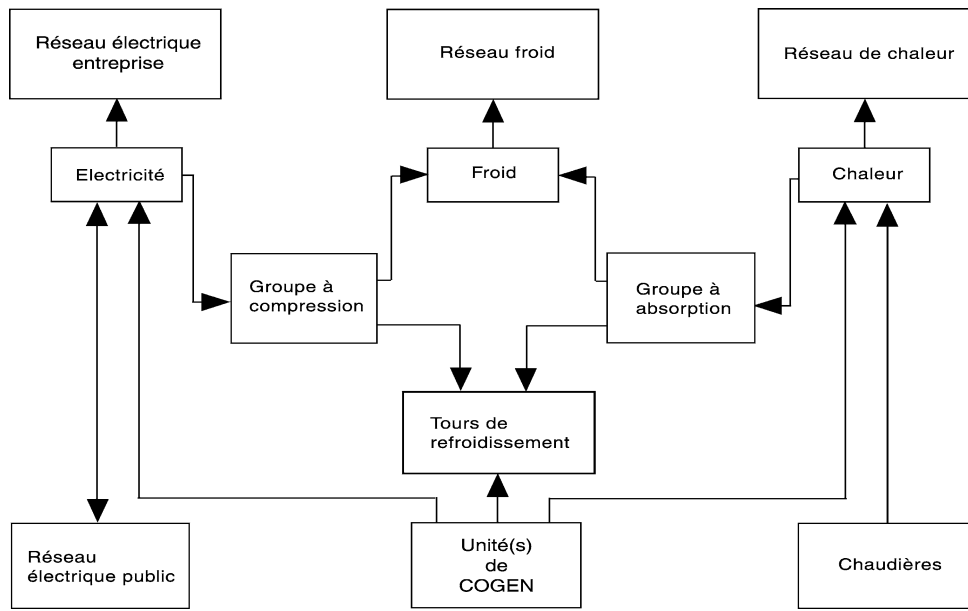 Réseau électrique
entreprise
Réseau froid
Réseau de chaleur
Electricité
Froid
Chaleur
Groupe à
compression
Groupe à
absorption
Tours de
refroidissement
Réseau
électrique public
Unité(s)
de
COGEN
Chaudières